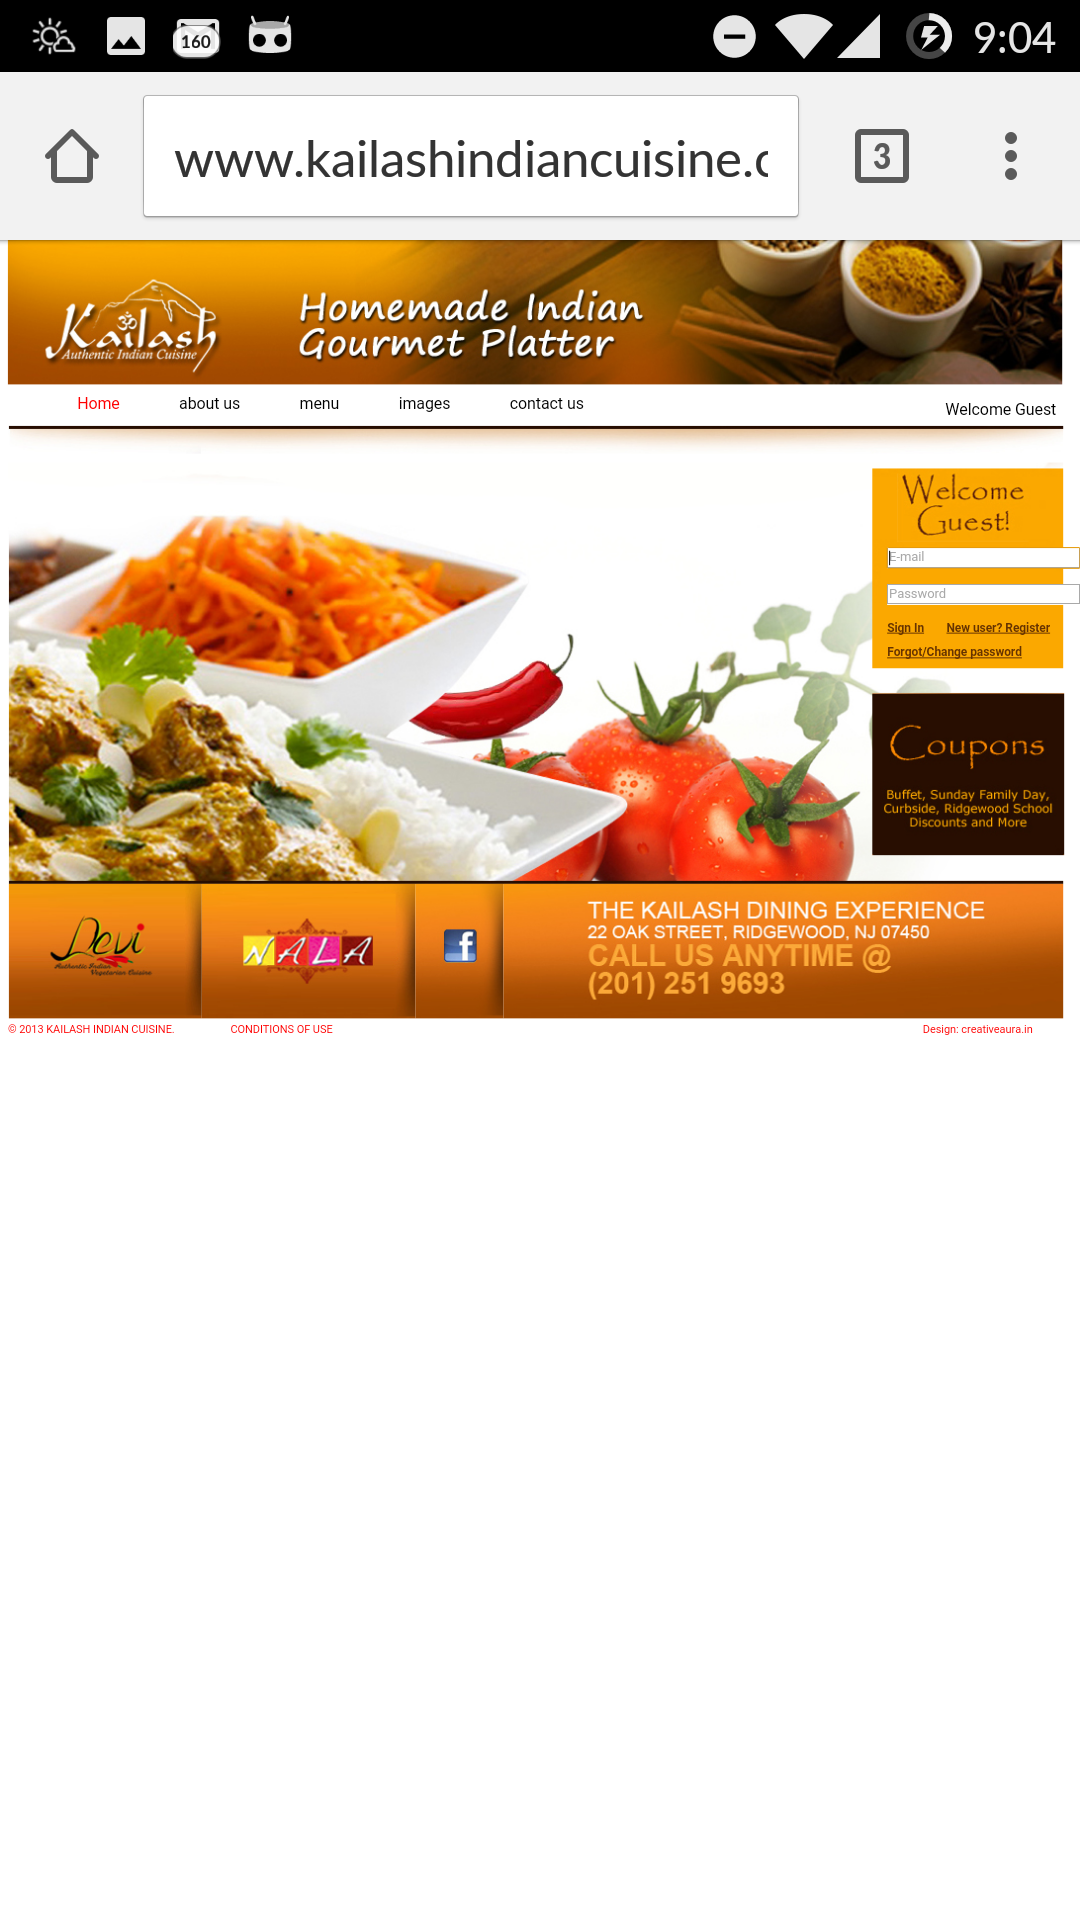 160
9:04
www.kailashindiancuisine.c
3
Kailash
Authentic Indian Cuisine
Homemade Indian
Gourmet Platter
Home about us menu images contact us
Welcome Guest
Welcome
Guest!
E-mail
Password
Sign In New user? Register
Forgot/Change password
Coupons
Buffet, Sunday Family Day,
Curbside, Ridgewood School
Discounts and More
Devi
Authentic Indian
Vegetarian Cuisine
NALA
f
THE KAILASH DINING EXPERIENCE
22 OAK STREET, RIDGEWOOD, NJ 07450
CALL US ANYTIME @
(201) 251 9693
© 2013 KAILASH INDIAN CUISINE. CONDITIONS OF USE Design: creativeaura.in